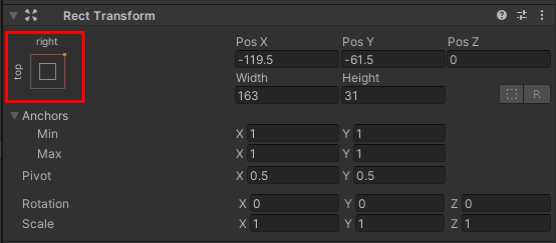 Rect Transform
right
top
Pos X Pos Y Pos Z
-119.5 -61.5 0
Width Height
163 31
R
Anchors
Min X 1 Y 1
Max X 1 Y 1
Pivot X 0.5 Y 0.5
Rotation X 0 Y 0 Z 0
Scale X 1 Y 1 Z 1